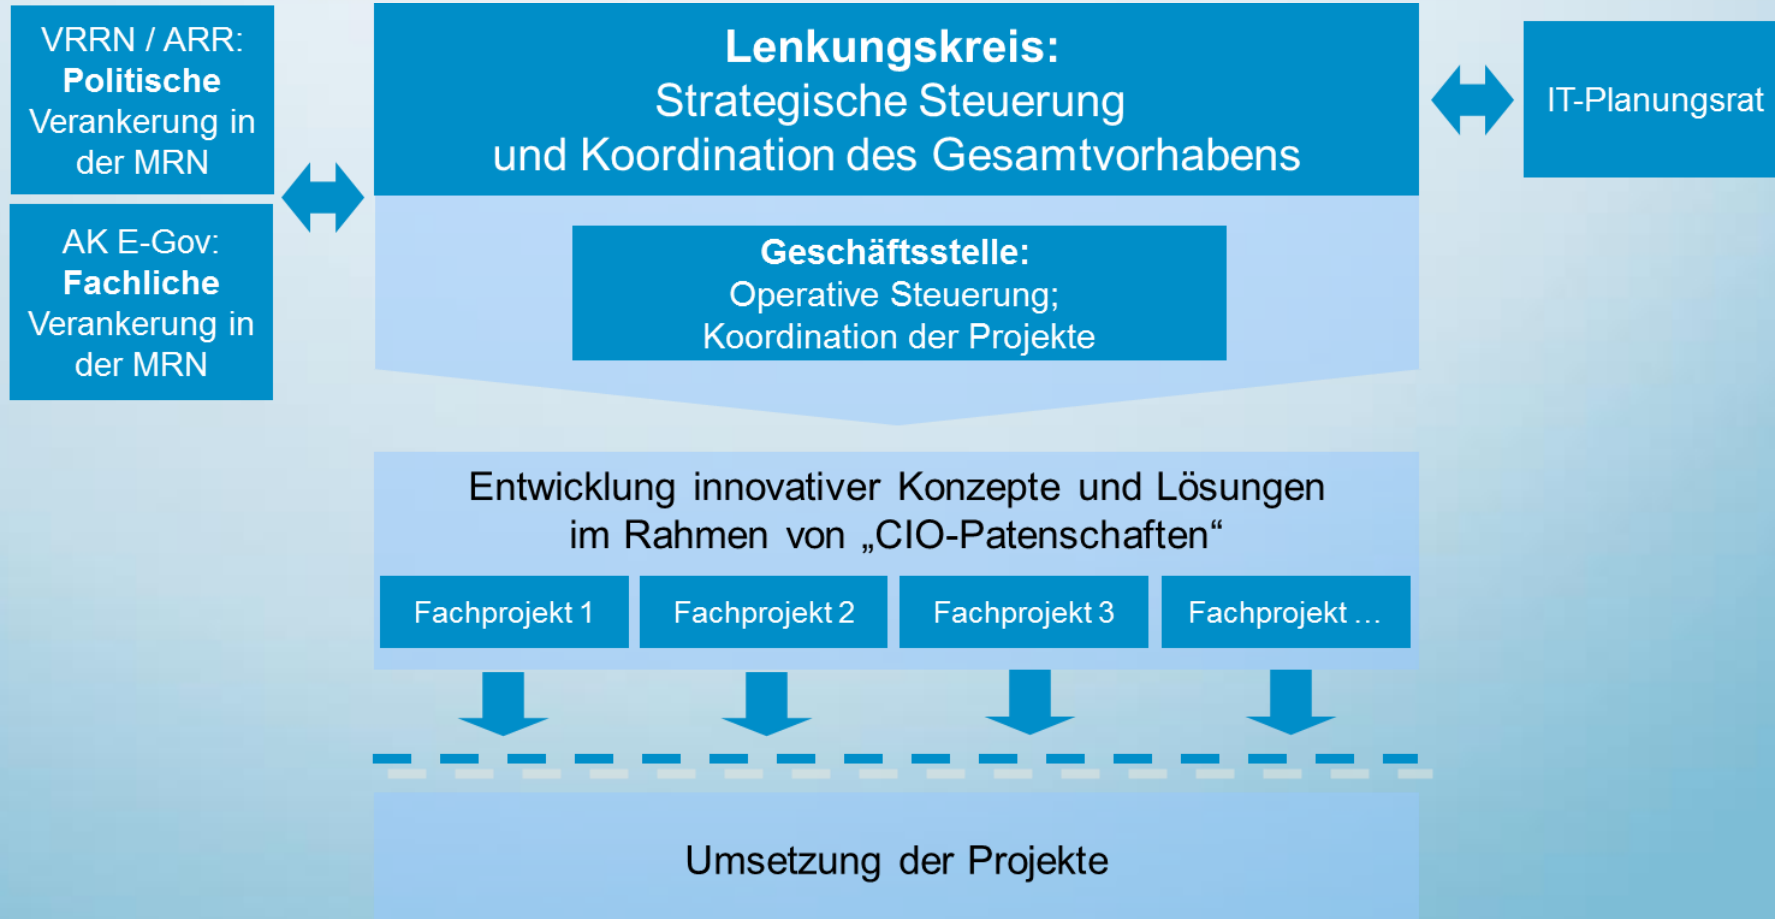 VRRN / ARR:
Politische
Verankerung in
der MRN
AK E-Gov:
Fachliche
Verankerung in
der MRN
Lenkungskreis:
Strategische Steuerung
und Koordination des Gesamtvorhabens
IT-Planungsrat
Geschäftsstelle:
Operative Steuerung;
Koordination der Projekte
Entwicklung innovativer Konzepte und Lösungen
im Rahmen von „CIO-Patenschaften“
Fachprojekt 1
Fachprojekt 2
Fachprojekt 3
Fachprojekt …
Umsetzung der Projekte